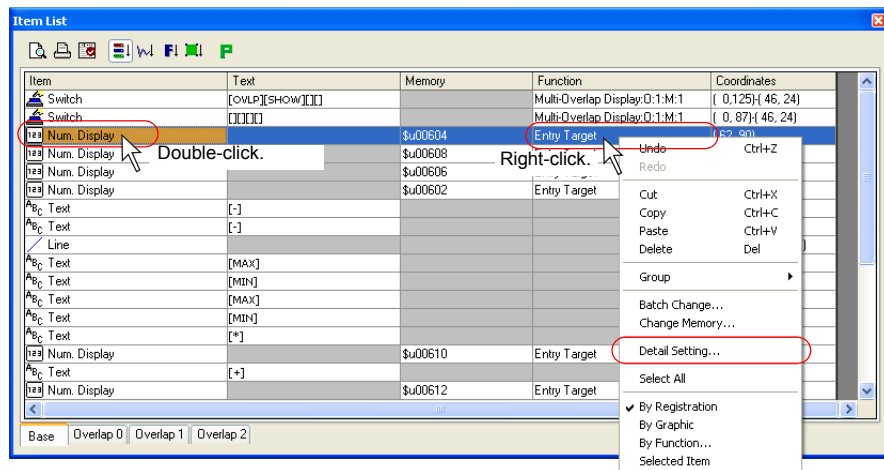 Item List
Item Text Memory Function Coordinates
Switch [OVLP][SHOW][][] Multi-Overlap Display:0:1:M:1 ( 0,125)-( 46, 24)
Switch [][][][] Multi-Overlap Display:0:1:M:1 ( 0, 87)-( 46, 24)
Num. Display $u00604 Entry Target
Num. Display $u00608
Num. Display $u00606
Num. Display $u00602 Entry Target
Text [-]
Text [-]
Line
Text [MAX]
Text [MIN]
Text [MAX]
Text [MIN]
Text [*]
Num. Display $u00610 Entry Target
Text [+]
Num. Display $u00612 Entry Target
Double-click.
Right-click.
Undo Ctrl+Z
Redo
Cut Ctrl+X
Copy Ctrl+C
Paste Ctrl+V
Delete Del
Group
Batch Change...
Change Memory...
Detail Setting...
Select All
By Registration
By Graphic
By Function...
Selected Item
Base Overlap 0 Overlap 1 Overlap 2